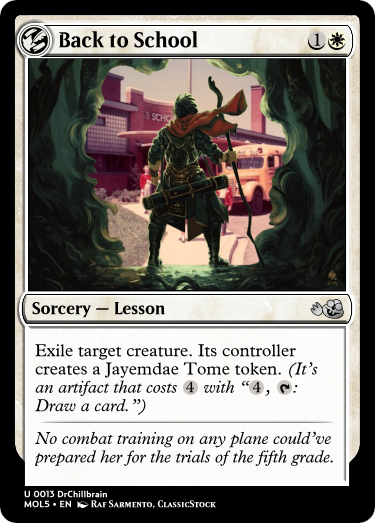 Back to School 1
SCHOOL
Sorcery — Lesson
Exile target creature. Its controller
creates a Jayemdae Tome token. (It's
an artifact that costs 4 with “4, T:
Draw a card.”)
No combat training on any plane could've
prepared her for the trials of the fifth grade.
U 0013 DrChillbrain
MOL5 • EN Raf Sarmento, ClassicStock